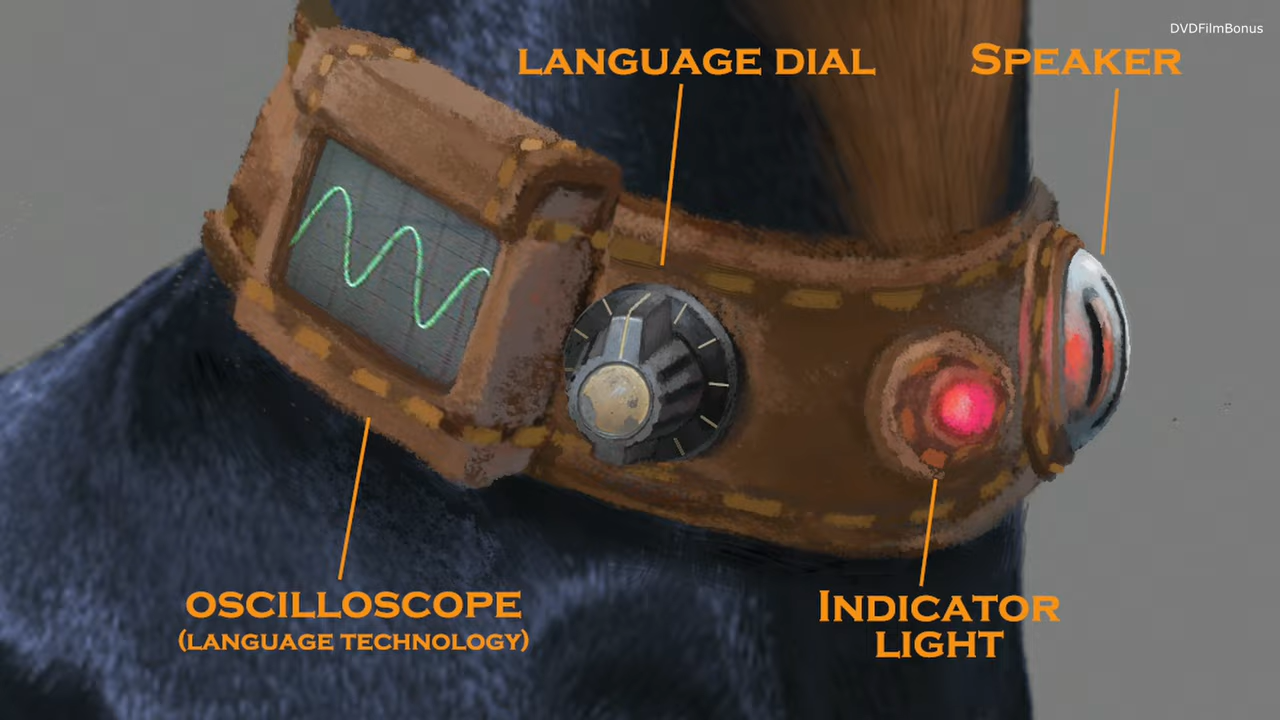 DVDFilmBonus
LANGUAGE DIAL
SPEAKER
OSCILLOSCOPE
(LANGUAGE TECHNOLOGY)
INDICATOR
LIGHT